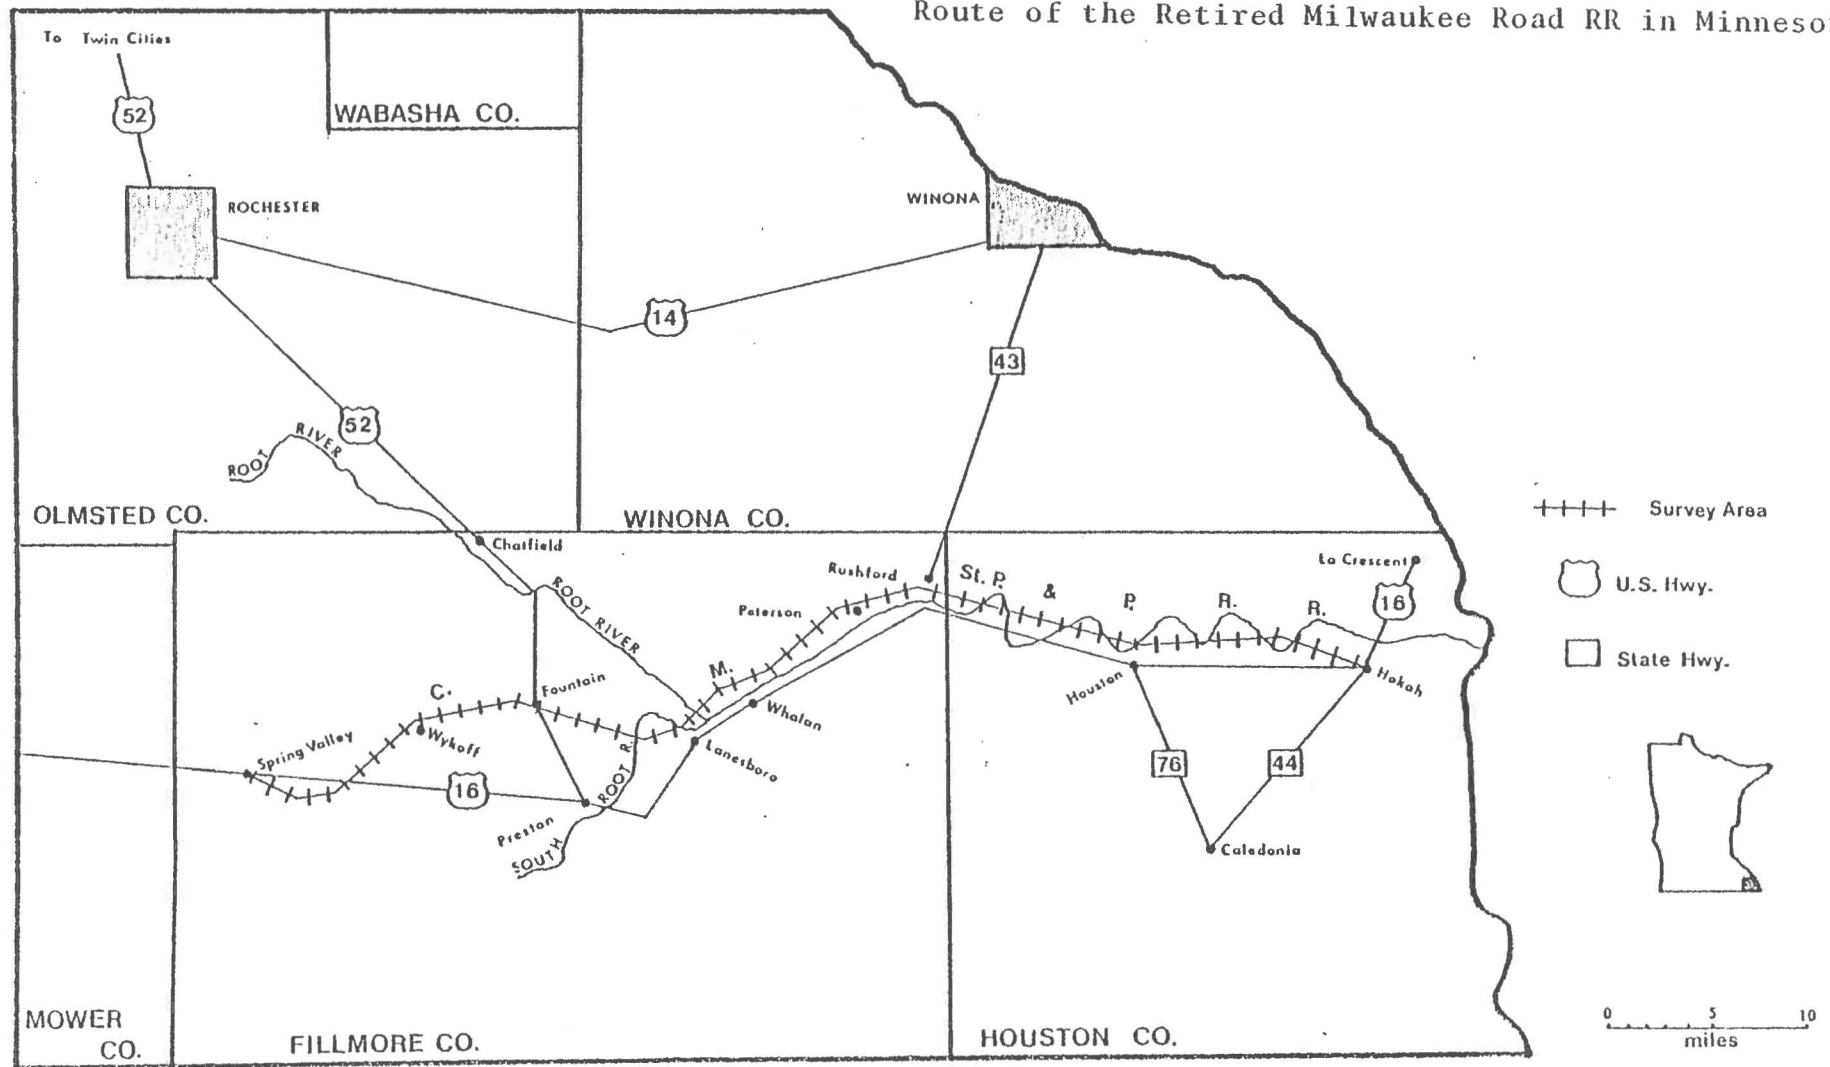 Route of the Retired Milwaukee Road RR in Minneso
To Twin Cities
52
WABASHA CO.
ROCHESTER
WINONA
14
43
52
ROOT RIVER
OLMSTED CO.
WINONA CO.
Survey Area
Chatfield
La Crescent
U.S. Hwy.
16
Rushford
St. P. & P. R. R.
ROOT RIVER
Peterson
State Hwy.
C. M.
Fountain
Houston
Hokah
Whalan
Wykoff
Spring Valley
Lanesboro
16
76
44
Preston
SOUTH ROOT R.
Caledonia
MOWER
CO.
FILLMORE CO.
HOUSTON CO.
0 5 10
miles